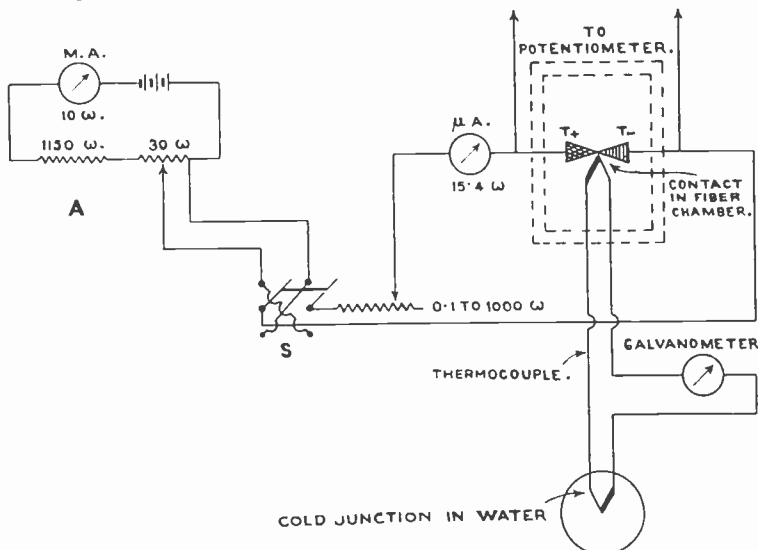 TO
POTENTIOMETER.
M.A.
10 ω.
1150 ω.
30 ω
A
μA.
15·4 ω
T+
T-
CONTACT
IN FIBER
CHAMBER.
0·1 TO 1000 ω
S
THERMOCOUPLE.
GALVANOMETER
COLD JUNCTION IN WATER